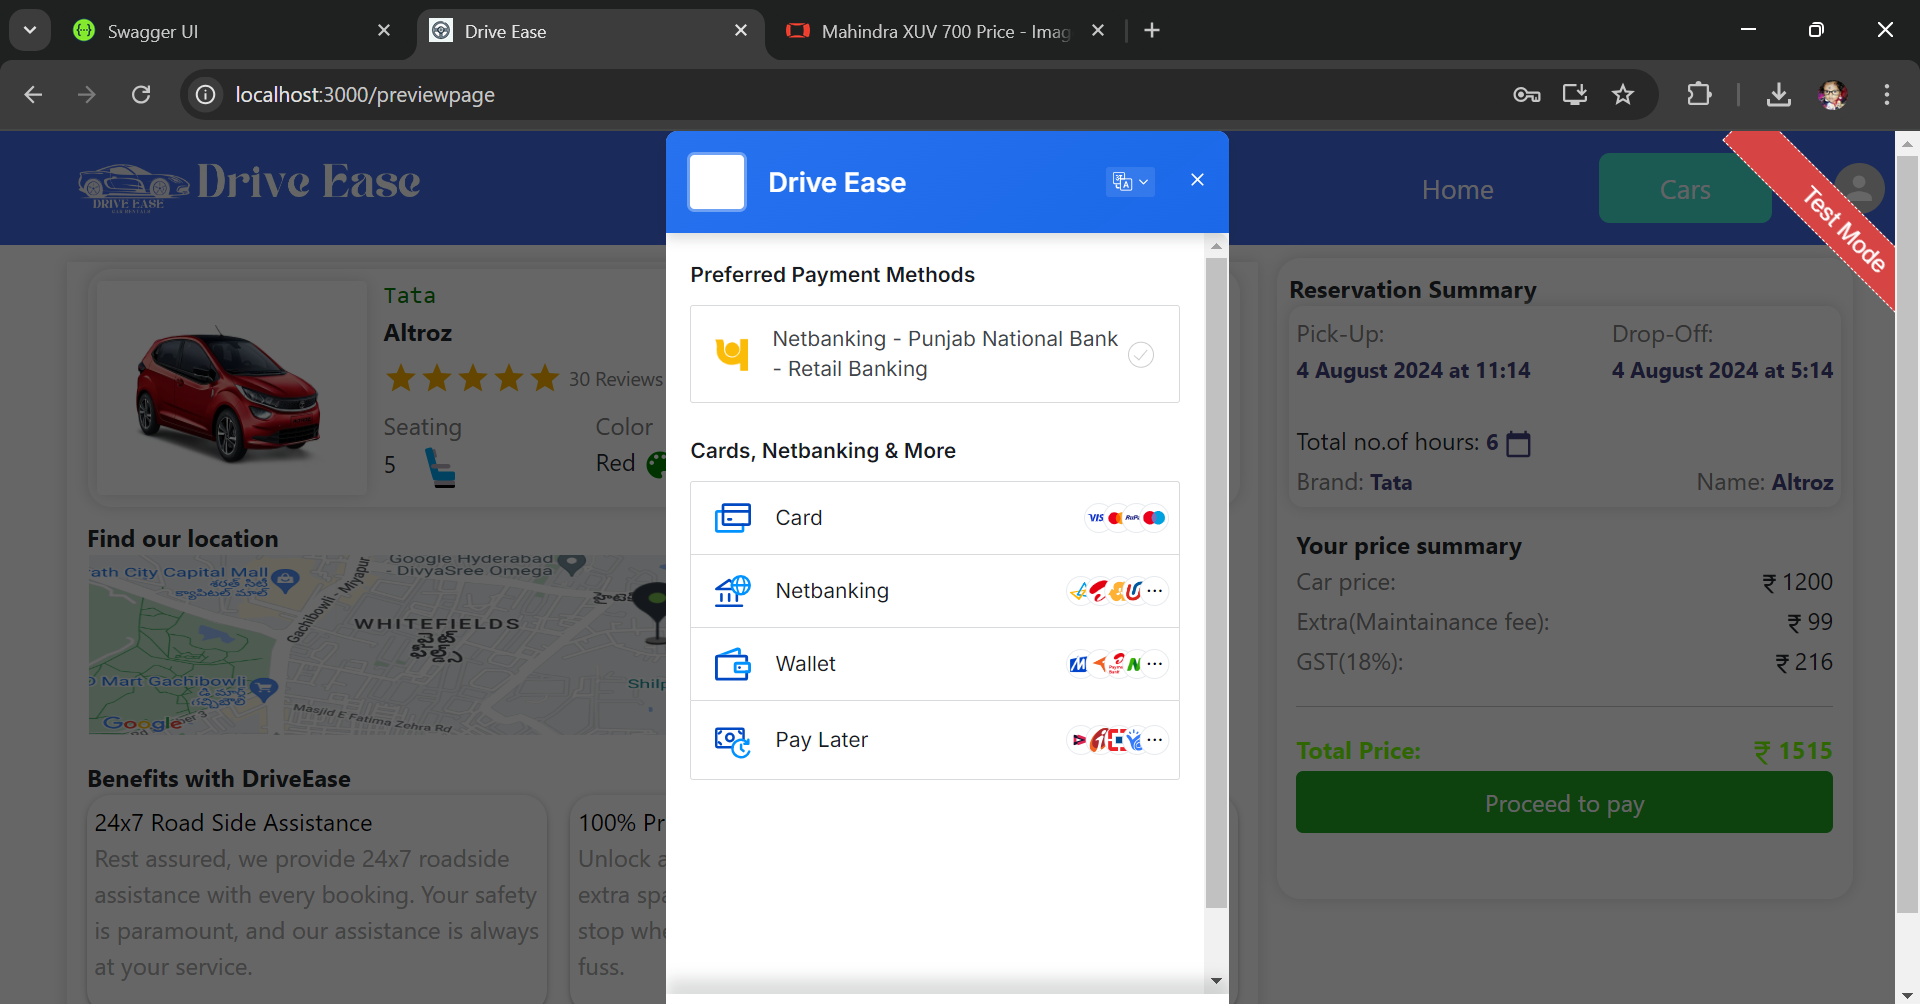 Swagger UI
Drive Ease
Mahindra XUV 700 Price - Imag
localhost:3000/previewpage
Drive Ease
DRIVE EASE
Home
Cars
Test Mode
Tata
Altroz
30 Reviews
Seating
Color
5
Red
Find our location
Google Hyderabad
- DivyaSree Omega
rath City Capital Mall
Gachibowli - Miyapur
WHITEFIELDS
వైట్
ఫీల్డ్స్
D Mart Gachibowli
Shilp
Masjid E Fatima Zehra Rd
Google
Benefits with DriveEase
24x7 Road Side Assistance
Rest assured, we provide 24x7 roadside
assistance with every booking. Your safety
is paramount, and our assistance is always
at your service.
100% Pr
Unlock a
extra spa
stop whe
fuss.
Drive Ease
Preferred Payment Methods
Netbanking - Punjab National Bank
- Retail Banking
Cards, Netbanking & More
Card
VISA
RuPay
Netbanking
Wallet
Pay Later
Reservation Summary
Pick-Up:
Drop-Off:
4 August 2024 at 11:14
4 August 2024 at 5:14
Total no.of hours: 6
Brand: Tata
Name: Altroz
Your price summary
Car price:
₹ 1200
Extra(Maintainance fee):
₹ 99
GST(18%):
₹ 216
Total Price:
₹ 1515
Proceed to pay